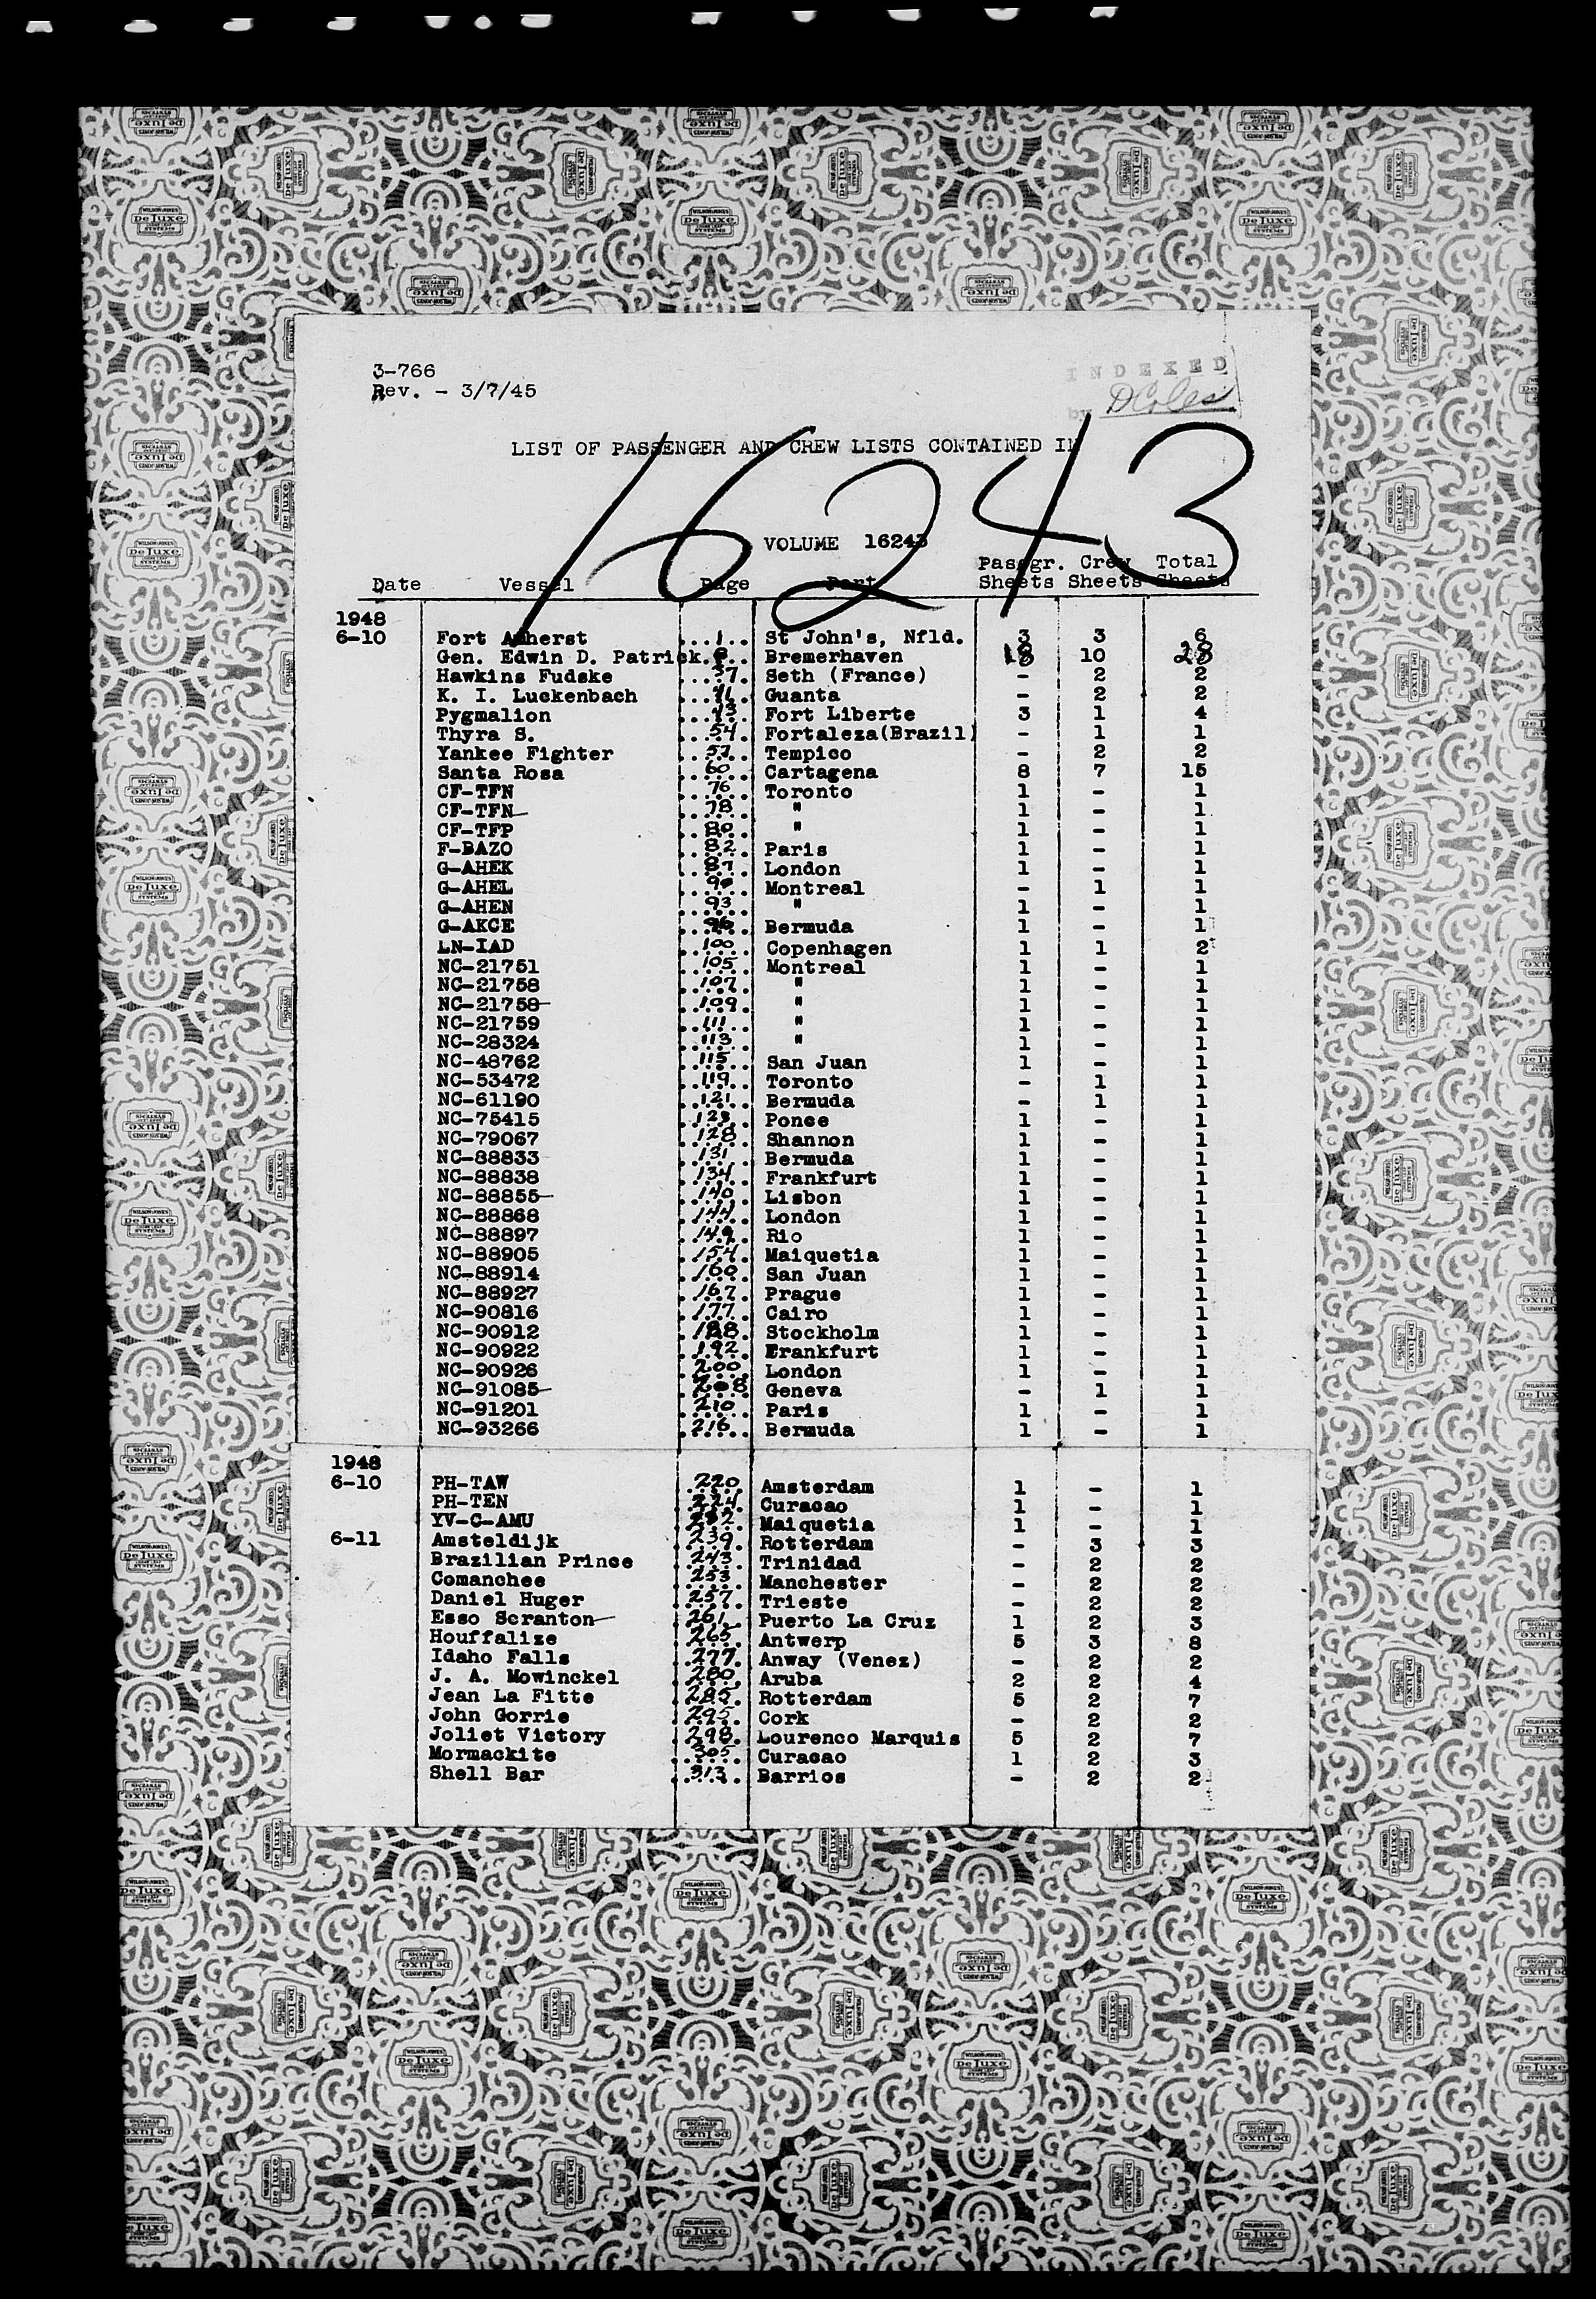 3-766
Rev. - 3/7/45
INDEXED
by DColes
LIST OF PASSENGER AND CREW LISTS CONTAINED IN
16243
VOLUME 16243
Date Vessel Page Port Passgr. Sheets Crew Sheets Total Sheets
1948
6-10 Fort Amherst 1 St John's, Nfld. 3 3 6
Gen. Edwin D. Patrick 8 Bremerhaven 18 10 28
Hawkins Fudske 37 Seth (France) - 2 2
K. I. Luckenbach 41 Guanta - 2 2
Pygmalion 43 Fort Liberte 3 1 4
Thyra S. 54 Fortaleza(Brazil) - 1 1
Yankee Fighter 57 Tempico - 2 2
Santa Rosa 60 Cartagena 8 7 15
CF-TFN 76 Toronto 1 - 1
CF-TFN 78 " 1 - 1
CF-TFP 80 " 1 - 1
F-BAZO 82 Paris 1 - 1
G-AHEK 87 London 1 - 1
G-AHEL 90 Montreal - 1 1
G-AHEN 93 " 1 - 1
G-AKCE 96 Bermuda 1 - 1
LN-IAD 100 Copenhagen 1 1 2
NC-21751 105 Montreal 1 - 1
NC-21758 107 " 1 - 1
NC-21758 109 " 1 - 1
NC-21759 111 " 1 - 1
NC-28324 113 " 1 - 1
NC-48762 115 San Juan 1 - 1
NC-53472 119 Toronto - 1 1
NC-61190 121 Bermuda - 1 1
NC-75415 123 Ponce 1 - 1
NC-79067 128 Shannon 1 - 1
NC-88833 131 Bermuda 1 - 1
NC-88838 134 Frankfurt 1 - 1
NC-88855 140 Lisbon 1 - 1
NC-88868 144 London 1 - 1
NC-88897 149 Rio 1 - 1
NC-88905 154 Maiquetia 1 - 1
NC-88914 160 San Juan 1 - 1
NC-88927 167 Prague 1 - 1
NC-90816 177 Cairo 1 - 1
NC-90912 188 Stockholm 1 - 1
NC-90922 192 Frankfurt 1 - 1
NC-90926 200 London 1 - 1
NC-91085 208 Geneva - 1 1
NC-91201 210 Paris 1 - 1
NC-93266 216 Bermuda 1 - 1
1948
6-10 PH-TAW 220 Amsterdam 1 - 1
PH-TEN 224 Curacao 1 - 1
YV-C-AMU 232 Maiquetia 1 - 1
6-11 Amsteldijk 239 Rotterdam - 3 3
Brazilian Prince 243 Trinidad - 2 2
Comanchee 253 Manchester - 2 2
Daniel Huger 257 Trieste - 2 2
Esso Scranton 261 Puerto La Cruz 1 2 3
Houffalize 265 Antwerp 5 3 8
Idaho Falls 277 Anway (Venez) - 2 2
J. A. Mowinckel 280 Aruba 2 2 4
Jean La Fitte 285 Rotterdam 5 2 7
John Gorrie 295 Cork - 2 2
Joliet Victory 298 Lourenco Marquis 5 2 7
Mormackite 305 Curacao 1 2 3
Shell Bar 313 Barrios - 2 2
WILSON-JONES
De Luxe
SYSTEMS